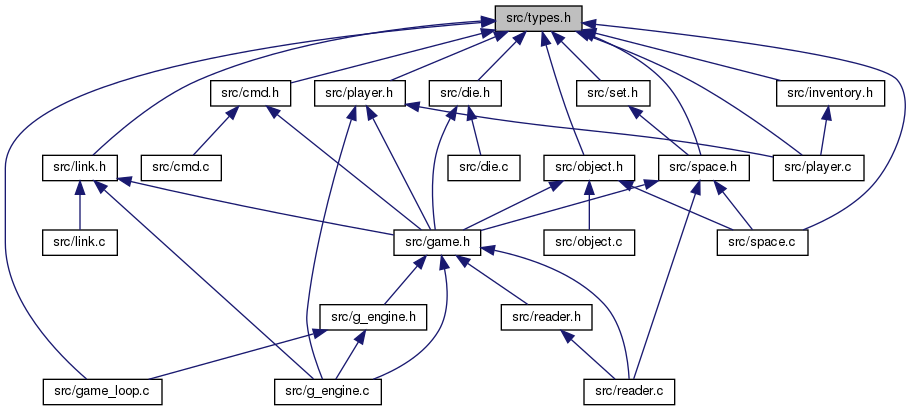 src/types.h
src/cmd.h
src/player.h
src/die.h
src/set.h
src/inventory.h
src/link.h
src/cmd.c
src/die.c
src/object.h
src/space.h
src/player.c
src/link.c
src/game.h
src/object.c
src/space.c
src/g_engine.h
src/reader.h
src/game_loop.c
src/g_engine.c
src/reader.c